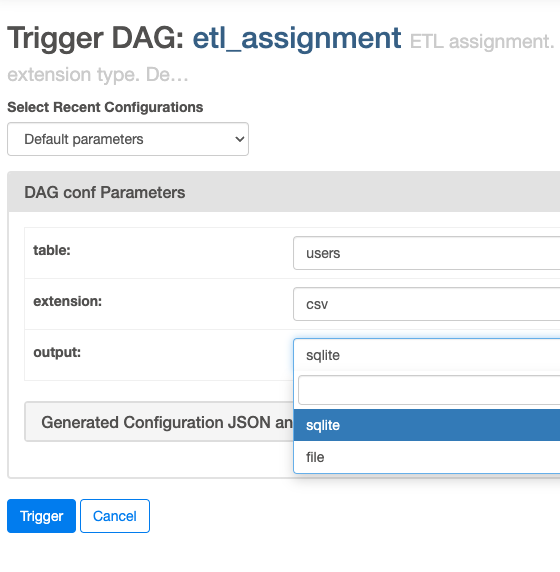 Trigger DAG: etl_assignment ETL assignment.
extension type. De...
Select Recent Configurations
Default parameters
DAG conf Parameters
table:
users
extension:
csv
output:
sqlite
Generated Configuration JSON an
sqlite
file
Trigger
Cancel